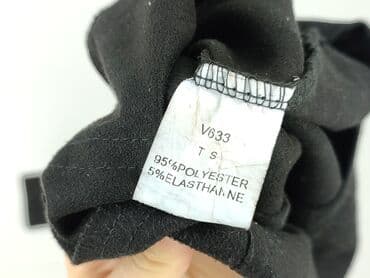 V633
T S
95%POLYESTER
5%ELASTHANNE